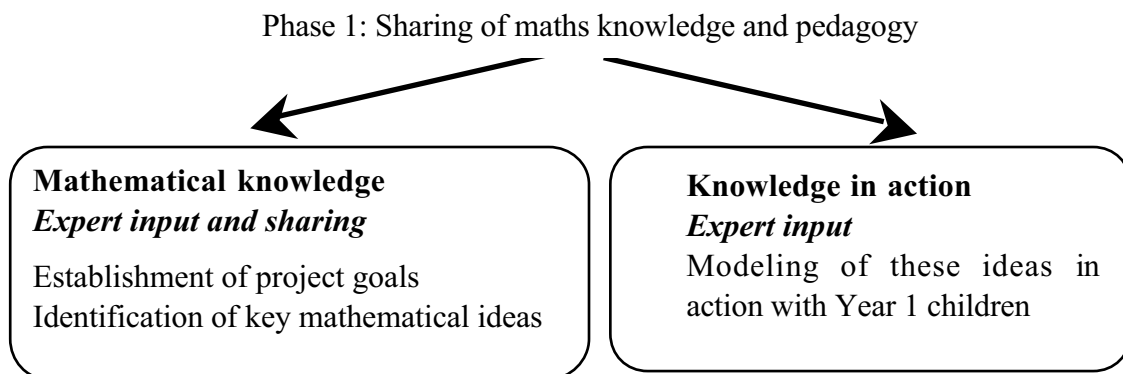 Phase 1: Sharing of maths knowledge and pedagogy
Mathematical knowledge
Expert input and sharing
Establishment of project goals
Identification of key mathematical ideas
Knowledge in action
Expert input
Modeling of these ideas in
action with Year 1 children